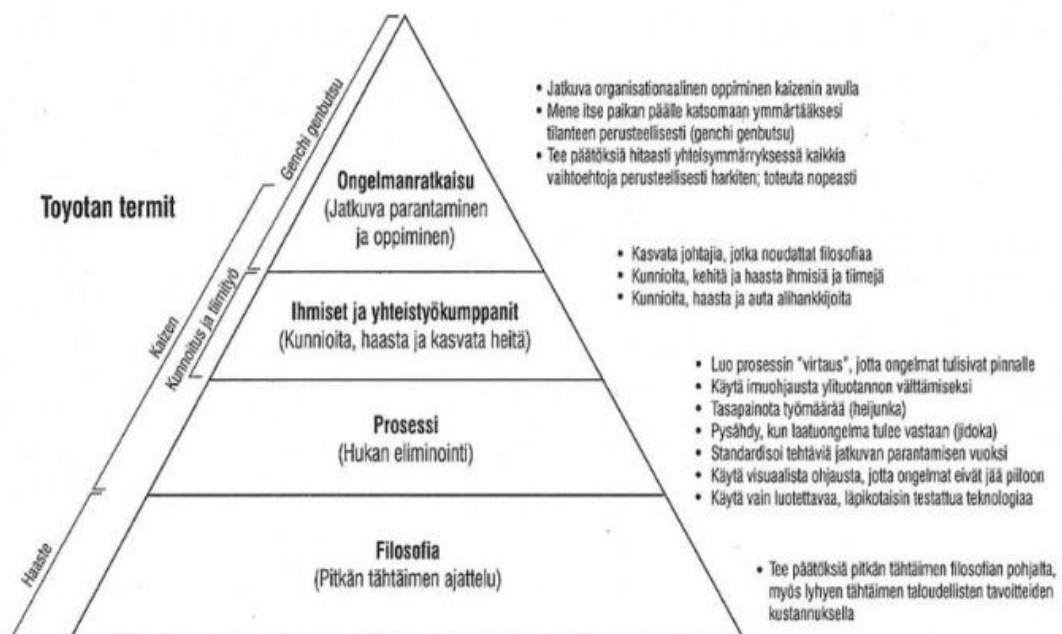 Toyotan termit
Genchi genbutsu
Kaizen
Kunnoitus ja tiimityö
Haaste
Ongelmanratkaisu
(Jatkuva parantaminen
ja oppiminen)
• Jatkuva organisationaalinen oppiminen kaizenin avulla
• Mene itse paikan päälle katsomaan ymmärtääksesi
tilanteen perusteellisesti (genchi genbutsu)
• Tee päätöksiä hitaasti yhteisymmärryksessä kaikkia
vaihtoehtoja perusteellisesti harkiten; toteuta nopeasti
Ihmiset ja yhteistyökumppanit
(Kunnioita, haasta ja kasvata heitä)
• Kasvata johtajia, jotka noudattat filosofiaa
• Kunnioita, kehitä ja haasta ihmisiä ja tiimejä
• Kunnioita, haasta ja auta alihankkijoita
Prosessi
(Hukan eliminointi)
• Luo prosessin "virtaus", jotta ongelmat tulisivat pinnalle
• Käytä imuohjausta ylituotannon välttämiseksi
• Tasapainota työmäärää (heijunka)
• Pysähdy, kun laatuongelma tulee vastaan (jidoka)
• Standardisoi tehtäviä jatkuvan parantamisen vuoksi
• Käytä visuaalista ohjausta, jotta ongelmat eivät jää piiloon
• Käytä vain luotettavaa, läpikotaisin testattua teknologiaa
Filosofia
(Pitkän tähtäimen ajattelu)
• Tee päätöksiä pitkän tähtäimen filosofian pohjalta,
myös lyhyen tähtäimen taloudellisten tavoitteiden
kustannuksella